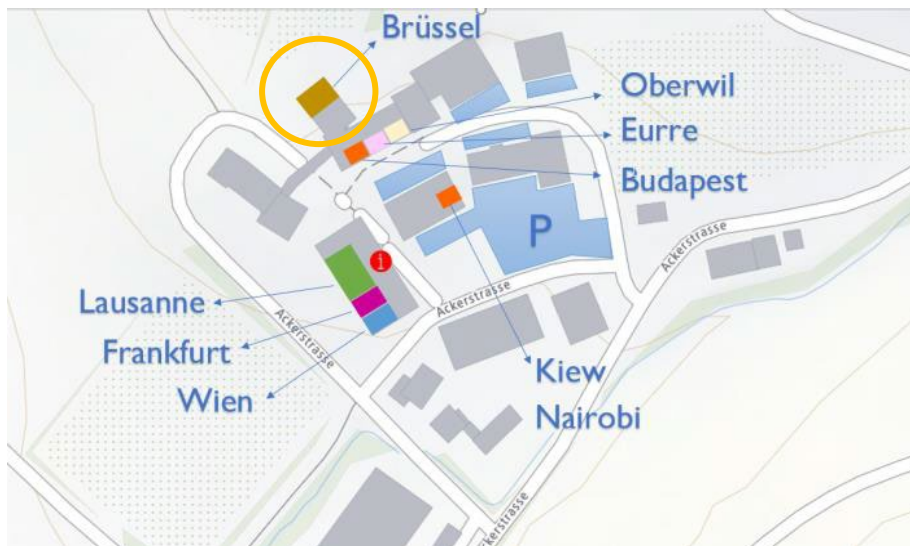 Brüssel
Oberwil
Eurre
Budapest
P
i
Lausanne
Frankfurt
Wien
Kiew
Nairobi
Ackerstrasse
Ackerstrasse
Ackerstrasse
Ackerstrasse